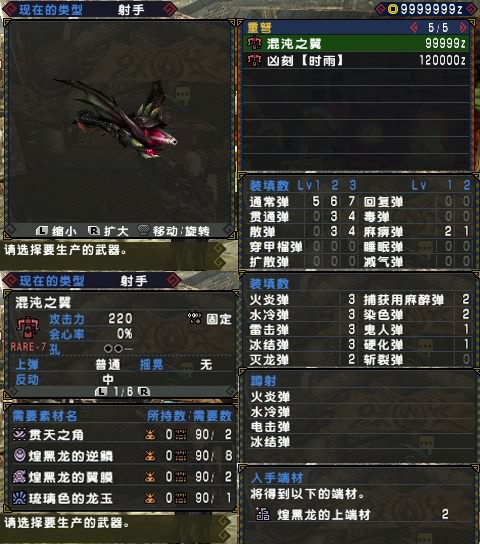 现在的类型 射手
9999999z
重弩 5/5
混沌之翼 99999z
凶刻【时雨】 120000z
L 缩小 R 扩大 移动/旋转
请选择要生产的武器。
装填数 Lv1 2 3 Lv 1 2
通常弹 5 6 7 回复弹 0 0
贯通弹 0 3 4 毒弹 0 0
散弹 0 3 4 麻痹弹 2 1
穿甲榴弹 0 0 0 睡眠弹 0 0
扩散弹 0 0 0 减气弹 0 0
现在的类型 射手
混沌之翼
攻击力 220 固定
会心率 0%
RARE-7 孔 ●●―
上弹 普通 摇晃 无
反动 中
L 1/6 R
需要素材名 所持数 需要数
贯天之角 0 90/ 2
煌黑龙的逆鳞 0 90/ 8
煌黑龙的翼膜 0 90/ 2
琉璃色的龙玉 0 90/ 1
请选择要生产的武器。
装填数
火炎弹 3 捕获用麻醉弹 2
水冷弹 3 染色弹 2
雷击弹 3 鬼人弹 1
冰结弹 3 硬化弹 1
灭龙弹 2 斩裂弹 0
蹲射
火炎弹
水冷弹
电击弹
冰结弹
入手端材
将得到以下的端材。
煌黑龙的上端材 2